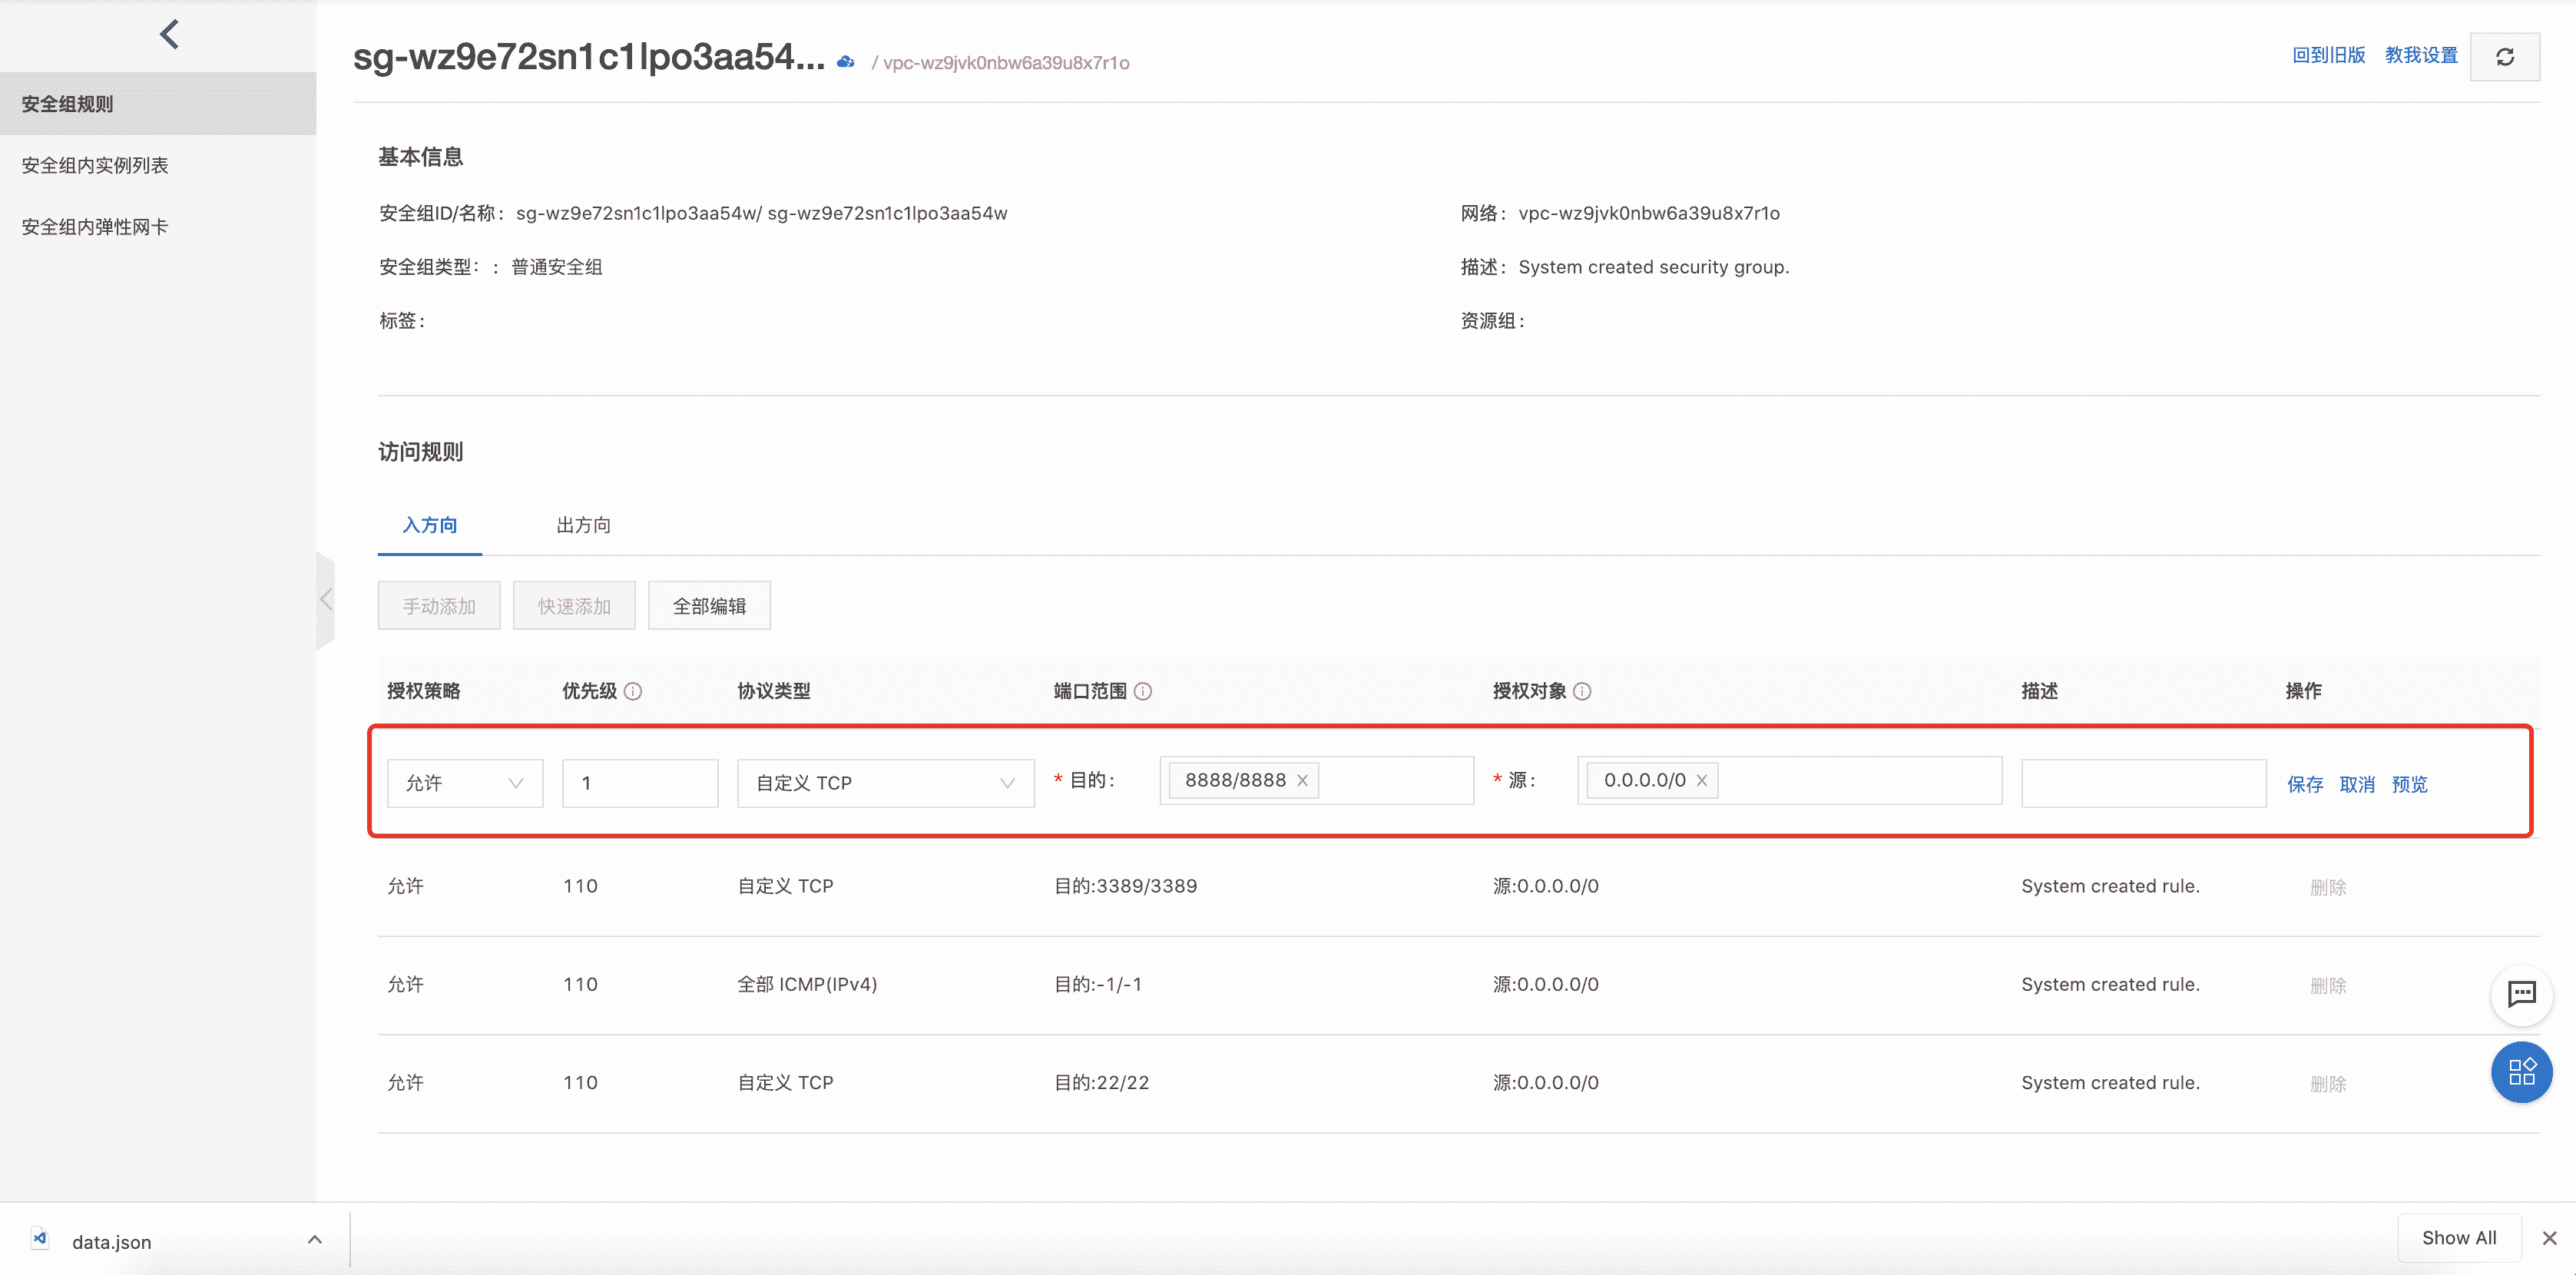 sg-wz9e72sn1c1lpo3aa54... / vpc-wz9jvk0nbw6a39u8x7r1o
回到旧版 教我设置
安全组规则
安全组内实例列表
安全组内弹性网卡
基本信息
安全组ID/名称： sg-wz9e72sn1c1lpo3aa54w/ sg-wz9e72sn1c1lpo3aa54w
网络： vpc-wz9jvk0nbw6a39u8x7r1o
安全组类型： ： 普通安全组
描述： System created security group.
标签：
资源组：
访问规则
入方向 出方向
手动添加 快速添加 全部编辑
授权策略 优先级 协议类型 端口范围 授权对象 描述 操作
允许 1 自定义 TCP * 目的： 8888/8888 × * 源： 0.0.0.0/0 × 保存 取消 预览
允许 110 自定义 TCP 目的:3389/3389 源:0.0.0.0/0 System created rule. 删除
允许 110 全部 ICMP(IPv4) 目的:-1/-1 源:0.0.0.0/0 System created rule. 删除
允许 110 自定义 TCP 目的:22/22 源:0.0.0.0/0 System created rule. 删除
data.json
Show All